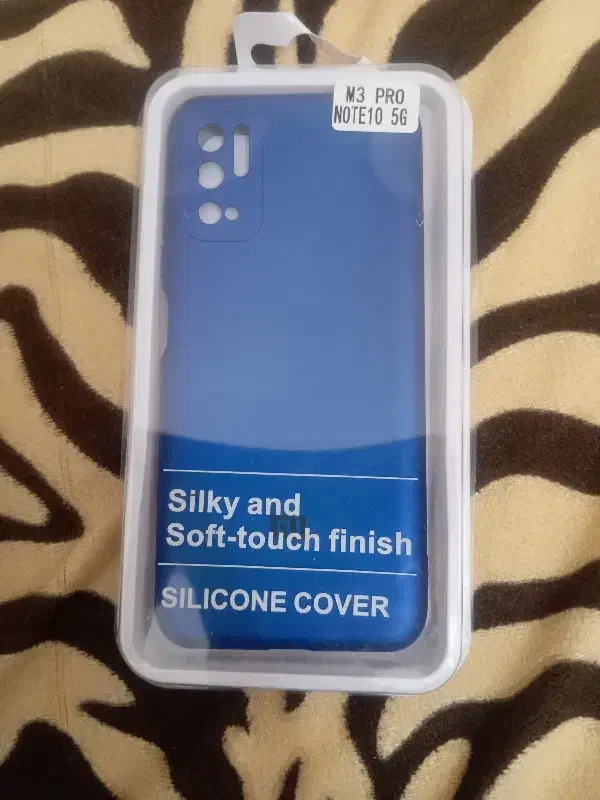 M3 PRO
NOTE10 5G
Silky and
Soft-touch finish
SILICONE COVER